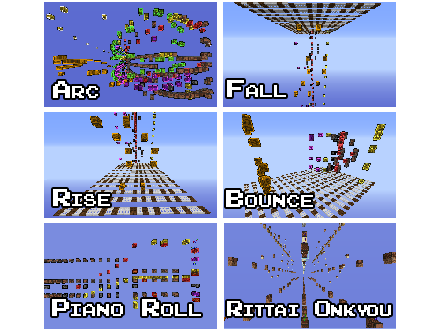 Arc
Fall
Rise
Bounce
Piano Roll
Rittai Onkyou